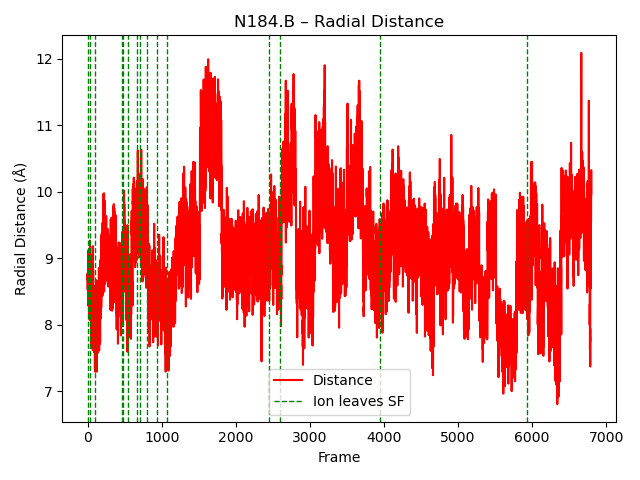 N184.B – Radial Distance
Radial Distance (Å)
12
11
10
9
8
7
Distance
Ion leaves SF
0 1000 2000 3000 4000 5000 6000 7000
Frame